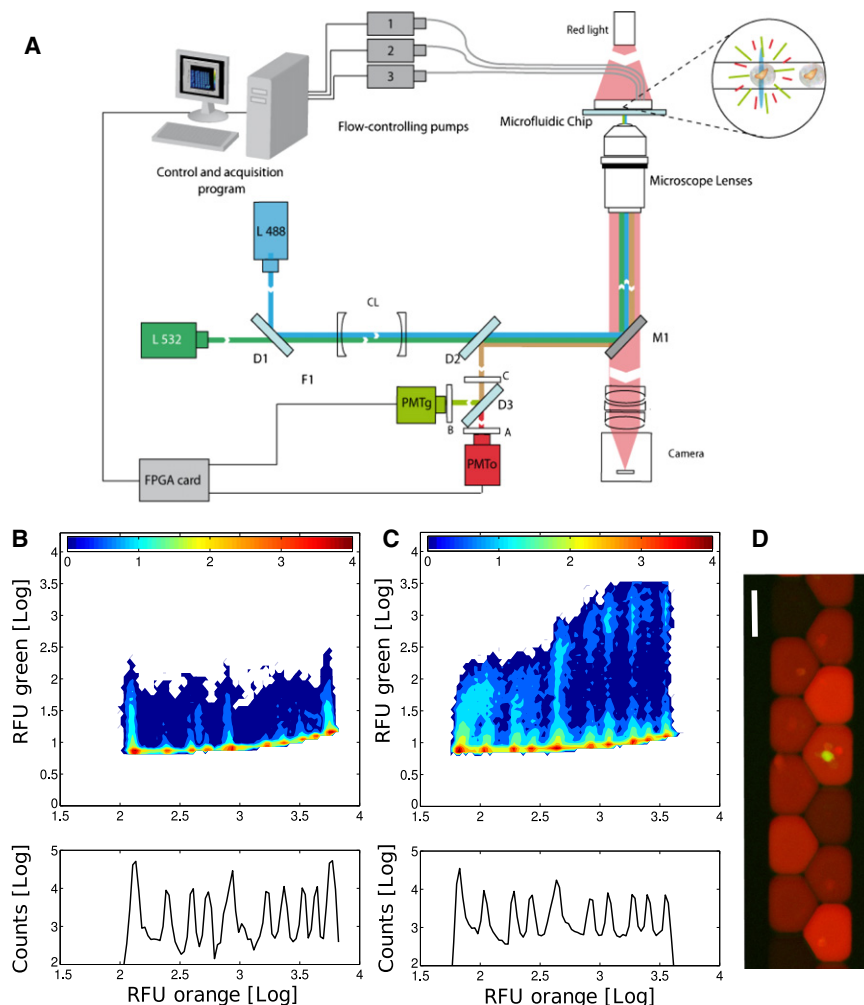 A
1
2
3
Flow-controlling pumps
Control and acquisition
program
Red light
Microfluidic Chip
Microscope Lenses
L 488
L 532
D1
F1
CL
D2
M1
C
D3
B
A
PMTg
PMTo
FPGA card
Camera
B
0 1 2 3 4
RFU green [Log]
4
3.5
3
2.5
2
1.5
1
0.5
0
1.5 2 2.5 3 3.5 4
Counts [Log]
5
4
3
2
1.5 2 2.5 3 3.5 4
RFU orange [Log]
C
0 1 2 3 4
RFU green [Log]
4
3.5
3
2.5
2
1.5
1
0.5
0
1.5 2 2.5 3 3.5 4
Counts [Log]
5
4
3
2
1.5 2 2.5 3 3.5 4
RFU orange [Log]
D